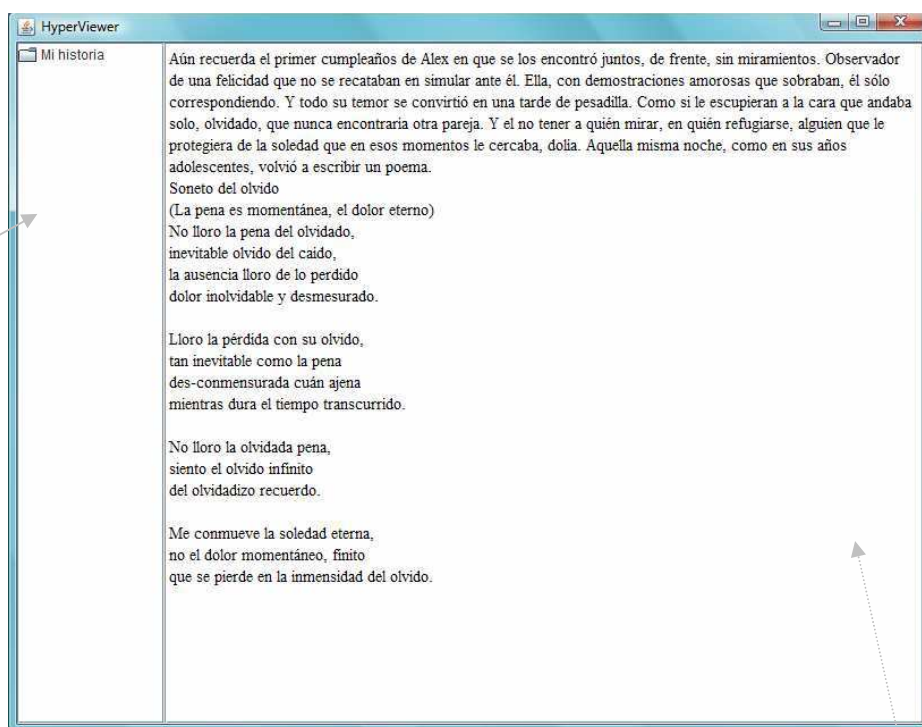 HyperViewer
Mi historia
Aún recuerda el primer cumpleaños de Alex en que se los encontró juntos, de frente, sin miramientos. Observador
de una felicidad que no se recataban en simular ante él. Ella, con demostraciones amorosas que sobraban, él sólo
correspondiendo. Y todo su temor se convirtió en una tarde de pesadilla. Como si le escupieran a la cara que andaba
solo, olvidado, que nunca encontraría otra pareja. Y el no tener a quién mirar, en quién refugiarse, alguien que le
protegiera de la soledad que en esos momentos le cercaba, dolía. Aquella misma noche, como en sus años
adolescentes, volvió a escribir un poema.
Soneto del olvido
(La pena es momentánea, el dolor eterno)
No lloro la pena del olvidado,
inevitable olvido del caido,
la ausencia lloro de lo perdido
dolor inolvidable y desmesurado.
Lloro la pérdida con su olvido,
tan inevitable como la pena
des-conmensurada cuán ajena
mientras dura el tiempo transcurrido.
No lloro la olvidada pena,
siento el olvido infinito
del olvidadizo recuerdo.
Me conmueve la soledad eterna,
no el dolor momentáneo, finito
que se pierde en la inmensidad del olvido.